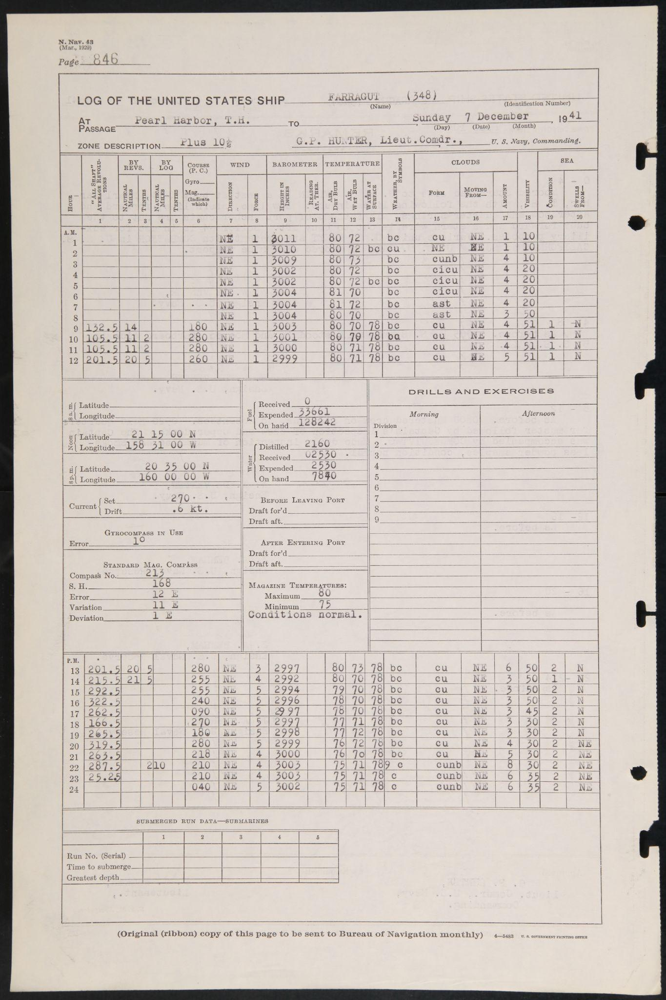 N. Nav. 43
(Mar., 1929)
Page 846
LOG OF THE UNITED STATES SHIP FARRAGUT (348)
(Name) (Identification Number)
AT Pearl Harbor, T.H. TO Sunday 7 December, 1941
PASSAGE (Day) (Date) (Month)
ZONE DESCRIPTION Plus 10½ G.P. HUNTER, Lieut.Comdr., U. S. Navy, Commanding.
HOUR "ALL SHAFT" AVERAGE REVOLUTIONS BY REVS. NAUTICAL MILES TENTHS BY LOG NAUTICAL MILES TENTHS COURSE (P. C.) Gyro Mag. (Indicate which) WIND DIRECTION FORCE BAROMETER HEIGHT IN INCHES READING AT. THER. TEMPERATURE AIR, DRY BULB AIR, WET BULB WATER AT SURFACE WEATHER, BY SYMBOLS CLOUDS FORM MOVING FROM— AMOUNT VISIBILITY SEA CONDITION SWELLS FROM—
1 2 3 4 5 6 7 8 9 10 11 12 13 14 15 16 17 18 19 20
A.M.
1 NE 1 3011 80 72 bc cu NE 1 10
2 NE 1 3010 80 72 bc cu NE NE 1 10
3 NE 1 3009 80 73 bc cunb NE 4 10
4 NE 1 3002 80 72 bc cicu NE 4 20
5 NE 1 3002 80 72 bc bc cicu NE 4 20
6 NE 1 3004 81 70 bc cicu NE 4 20
7 NE 1 3004 81 72 bc ast NE 4 20
8 NE 1 3004 80 70 bc ast NE 3 50
9 132.5 14 180 NE 1 3003 80 70 78 bc cu NE 4 51 1 N
10 105.5 11 2 280 NE 1 3001 80 70 78 bc cu NE 4 51 1 N
11 105.5 11 2 280 NE 1 3000 80 71 78 bc cu NE 4 51 1 N
12 201.5 20 5 260 NE 1 2999 80 71 78 bc cu NE 5 51 1 N
8 a.m. Latitude
Longitude
Noon Latitude 21 15 00 N
Longitude 158 31 00 W
8 p.m. Latitude 20 35 00 N
Longitude 160 00 00 W
Current Set 270
Drift .6 kt.
GYROCOMPASS IN USE
Error 1º
STANDARD MAG. COMPASS
Compass No. 213
S. H. 168
Error 12 E
Variation 11 E
Deviation 1 E
Fuel Received 0
Expended 33661
On hand 128242
Water Distilled 2160
Received 02530
Expended 2530
On hand 7840
BEFORE LEAVING PORT
Draft for'd
Draft aft.
AFTER ENTERING PORT
Draft for'd
Draft aft.
MAGAZINE TEMPERATURES:
Maximum 80
Minimum 75
Conditions normal.
DRILLS AND EXERCISES
Morning Afternoon
Division
1
2
3
4
5
6
7
8
9
P.M.
13 201.5 20 5 280 NE 3 2997 80 73 78 bc cu NE 6 50 2 N
14 215.5 21 5 255 NE 4 2992 80 70 78 bc cu NE 3 50 1 N
15 292.5 255 NE 5 2994 79 70 78 bc cu NE 3 50 2 N
16 322.5 240 NE 5 2996 78 70 78 bc cu NE 3 50 2 N
17 262.5 090 NE 5 2997 78 70 78 bc cu NE 3 45 2 N
18 166.5 270 NE 5 2997 77 71 78 bc cu NE 3 30 2 N
19 265.5 180 NE 5 2998 77 72 78 bc cu NE 3 30 2 N
20 319.5 280 NE 5 2999 76 72 78 bc cu NE 4 30 2 NE
21 263.5 218 NE 4 3000 76 70 78 bc cu NE 5 30 2 NE
22 287.5 210 210 NE 4 3003 75 71 789 c cunb NE 8 30 2 NE
23 25.25 210 NE 4 3003 75 71 78 c cunb NE 6 35 2 NE
24 040 NE 5 3002 75 71 78 c cunb NE 6 35 2 NE
SUBMERGED RUN DATA—SUBMARINES
1 2 3 4 5
Run No. (Serial)
Time to submerge
Greatest depth
(Original (ribbon) copy of this page to be sent to Bureau of Navigation monthly) 4—5483 U. S. GOVERNMENT PRINTING OFFICE